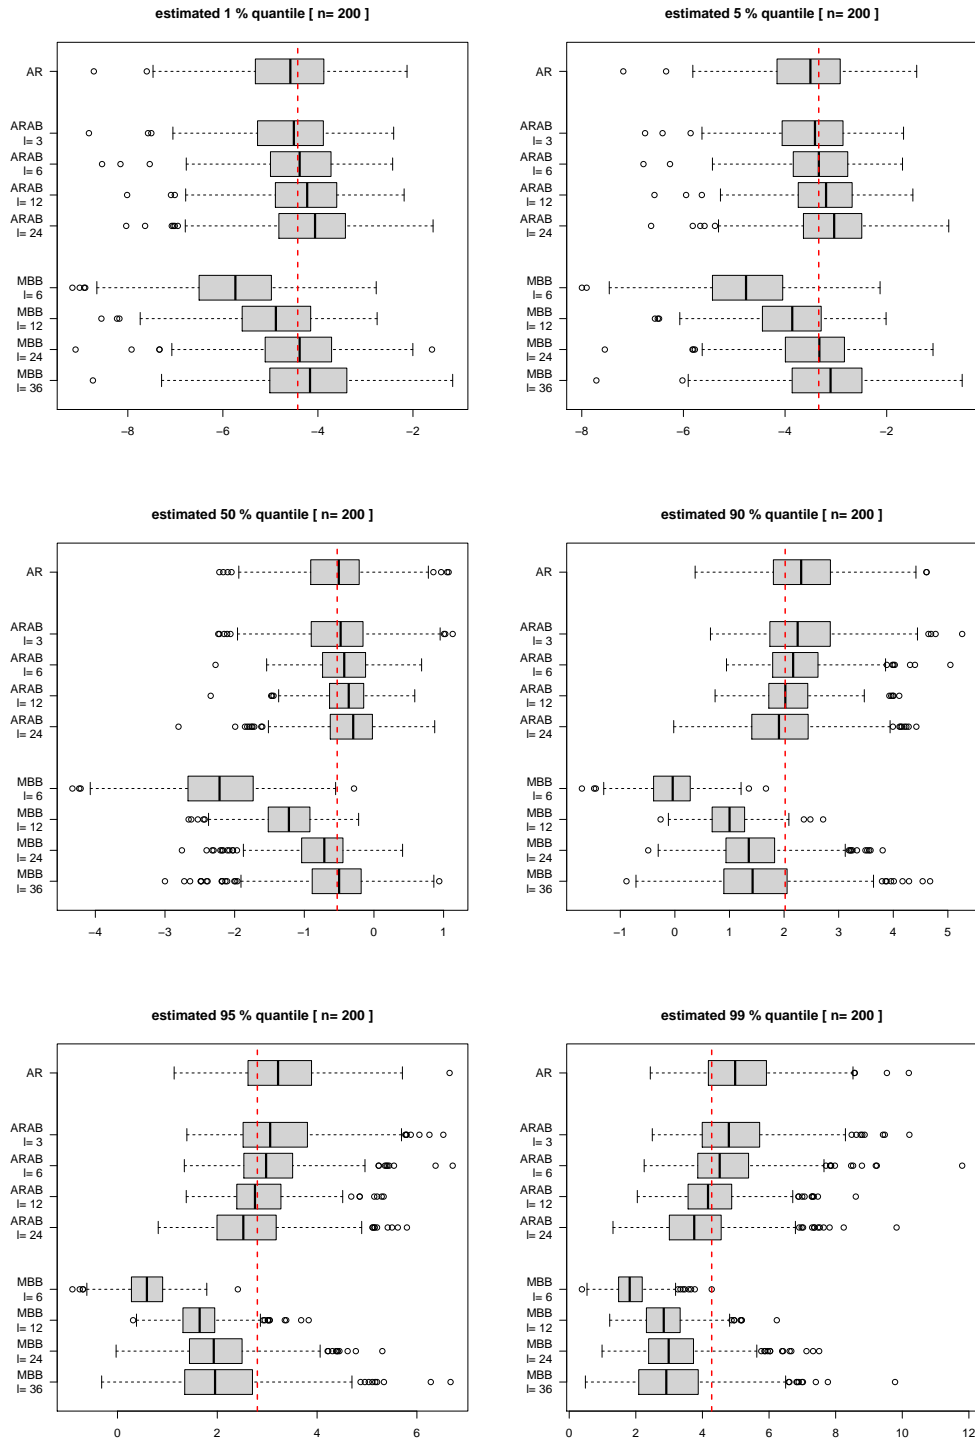 estimated 1 % quantile [ n= 200 ]
AR
ARAB
l= 3
ARAB
l= 6
ARAB
l= 12
ARAB
l= 24
MBB
l= 6
MBB
l= 12
MBB
l= 24
MBB
l= 36
−8 −6 −4 −2
estimated 5 % quantile [ n= 200 ]
AR
ARAB
l= 3
ARAB
l= 6
ARAB
l= 12
ARAB
l= 24
MBB
l= 6
MBB
l= 12
MBB
l= 24
MBB
l= 36
−8 −6 −4 −2
estimated 50 % quantile [ n= 200 ]
AR
ARAB
l= 3
ARAB
l= 6
ARAB
l= 12
ARAB
l= 24
MBB
l= 6
MBB
l= 12
MBB
l= 24
MBB
l= 36
−4 −3 −2 −1 0 1
estimated 90 % quantile [ n= 200 ]
AR
ARAB
l= 3
ARAB
l= 6
ARAB
l= 12
ARAB
l= 24
MBB
l= 6
MBB
l= 12
MBB
l= 24
MBB
l= 36
−1 0 1 2 3 4 5
estimated 95 % quantile [ n= 200 ]
AR
ARAB
l= 3
ARAB
l= 6
ARAB
l= 12
ARAB
l= 24
MBB
l= 6
MBB
l= 12
MBB
l= 24
MBB
l= 36
0 2 4 6
estimated 99 % quantile [ n= 200 ]
AR
ARAB
l= 3
ARAB
l= 6
ARAB
l= 12
ARAB
l= 24
MBB
l= 6
MBB
l= 12
MBB
l= 24
MBB
l= 36
0 2 4 6 8 10 12